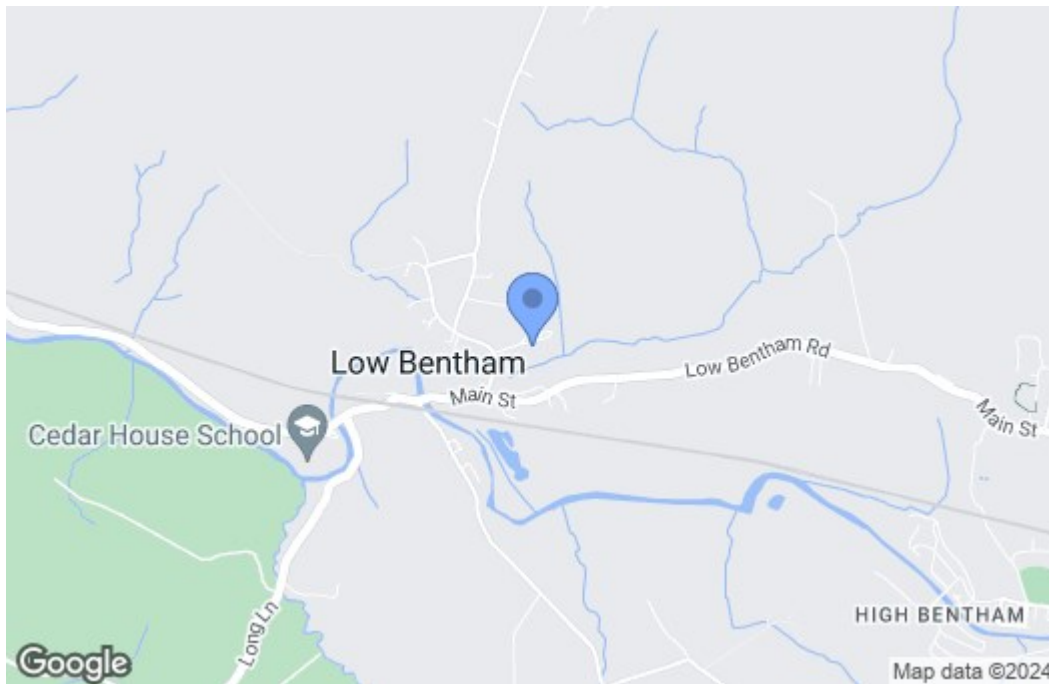 Low Bentham
Low Bentham Rd
Main St
Main St
Cedar House School
Long Ln
HIGH BENTHAM
Google
Map data ©2024